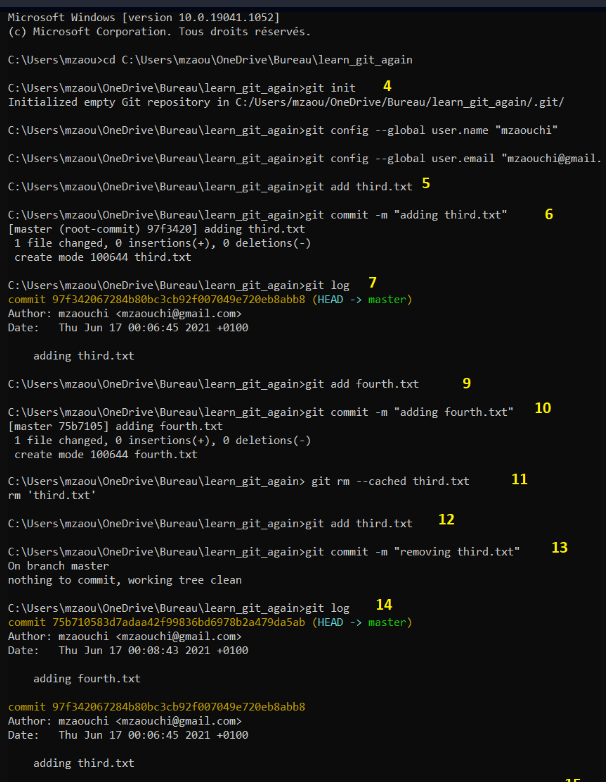 Microsoft Windows [version 10.0.19041.1052]
(c) Microsoft Corporation. Tous droits réservés.
C:\Users\mzaou>cd C:\Users\mzaou\OneDrive\Bureau\learn_git_again
C:\Users\mzaou\OneDrive\Bureau\learn_git_again>git init 4
Initialized empty Git repository in C:/Users/mzaou/OneDrive/Bureau/learn_git_again/.git/
C:\Users\mzaou\OneDrive\Bureau\learn_git_again>git config --global user.name "mzaouchi"
C:\Users\mzaou\OneDrive\Bureau\learn_git_again>git config --global user.email "mzaouchi@gmail.
C:\Users\mzaou\OneDrive\Bureau\learn_git_again>git add third.txt 5
C:\Users\mzaou\OneDrive\Bureau\learn_git_again>git commit -m "adding third.txt" 6
[master (root-commit) 97f3420] adding third.txt
1 file changed, 0 insertions(+), 0 deletions(-)
create mode 100644 third.txt
C:\Users\mzaou\OneDrive\Bureau\learn_git_again>git log 7
commit 97f342067284b80bc3cb92f007049e720eb8abb8 (HEAD -> master)
Author: mzaouchi <mzaouchi@gmail.com>
Date: Thu Jun 17 00:06:45 2021 +0100
adding third.txt
C:\Users\mzaou\OneDrive\Bureau\learn_git_again>git add fourth.txt 9
C:\Users\mzaou\OneDrive\Bureau\learn_git_again>git commit -m "adding fourth.txt" 10
[master 75b7105] adding fourth.txt
1 file changed, 0 insertions(+), 0 deletions(-)
create mode 100644 fourth.txt
C:\Users\mzaou\OneDrive\Bureau\learn_git_again> git rm --cached third.txt 11
rm 'third.txt'
C:\Users\mzaou\OneDrive\Bureau\learn_git_again>git add third.txt 12
C:\Users\mzaou\OneDrive\Bureau\learn_git_again>git commit -m "removing third.txt" 13
On branch master
nothing to commit, working tree clean
C:\Users\mzaou\OneDrive\Bureau\learn_git_again>git log 14
commit 75b710583d7adaa42f99836bd6978b2a479da5ab (HEAD -> master)
Author: mzaouchi <mzaouchi@gmail.com>
Date: Thu Jun 17 00:08:43 2021 +0100
adding fourth.txt
commit 97f342067284b80bc3cb92f007049e720eb8abb8
Author: mzaouchi <mzaouchi@gmail.com>
Date: Thu Jun 17 00:06:45 2021 +0100
adding third.txt